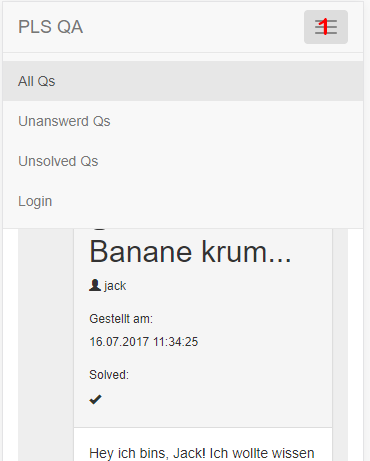 PLS QA
1
All Qs
Unanswerd Qs
Unsolved Qs
Login
Banane krum...
jack
Gestellt am:
16.07.2017 11:34:25
Solved:
Hey ich bins, Jack! Ich wollte wissen